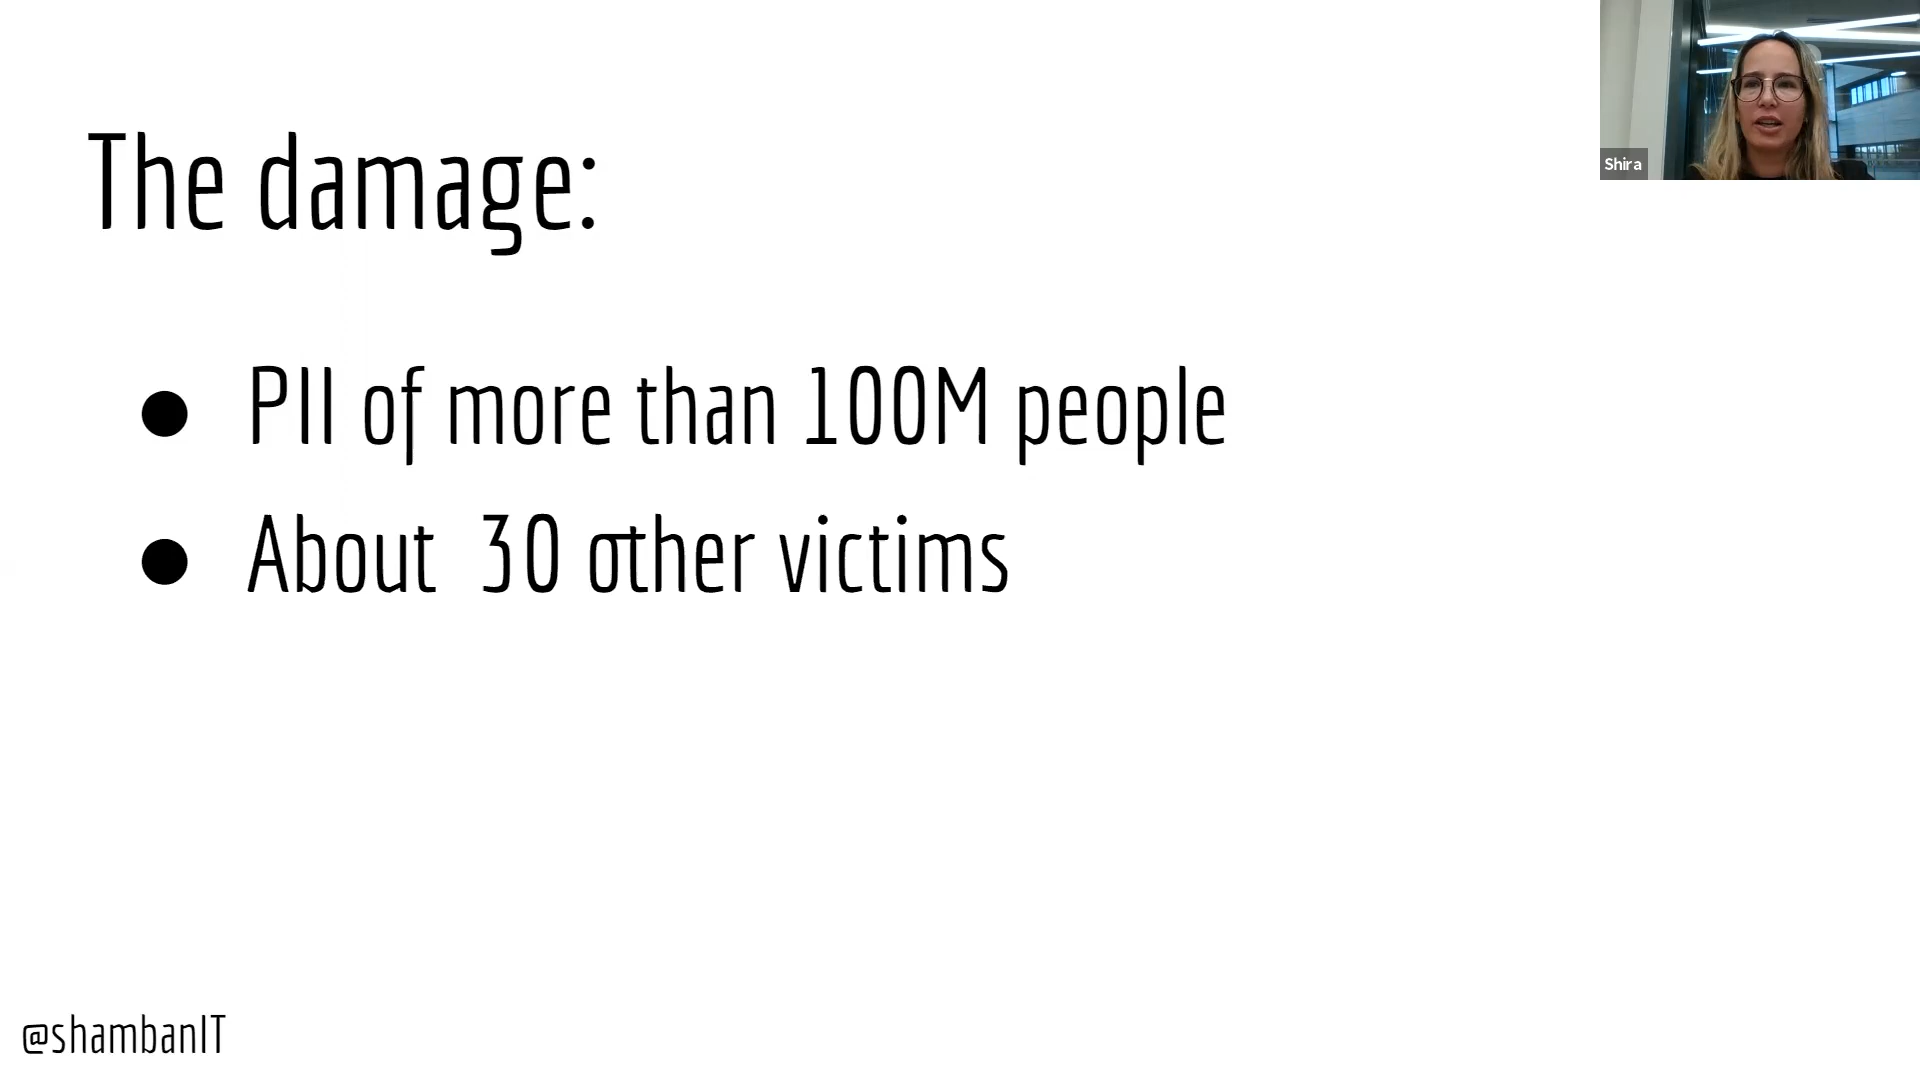 The damage:
● PII of more than 100M people
● About  30 other victims
@shambanIT
Shira